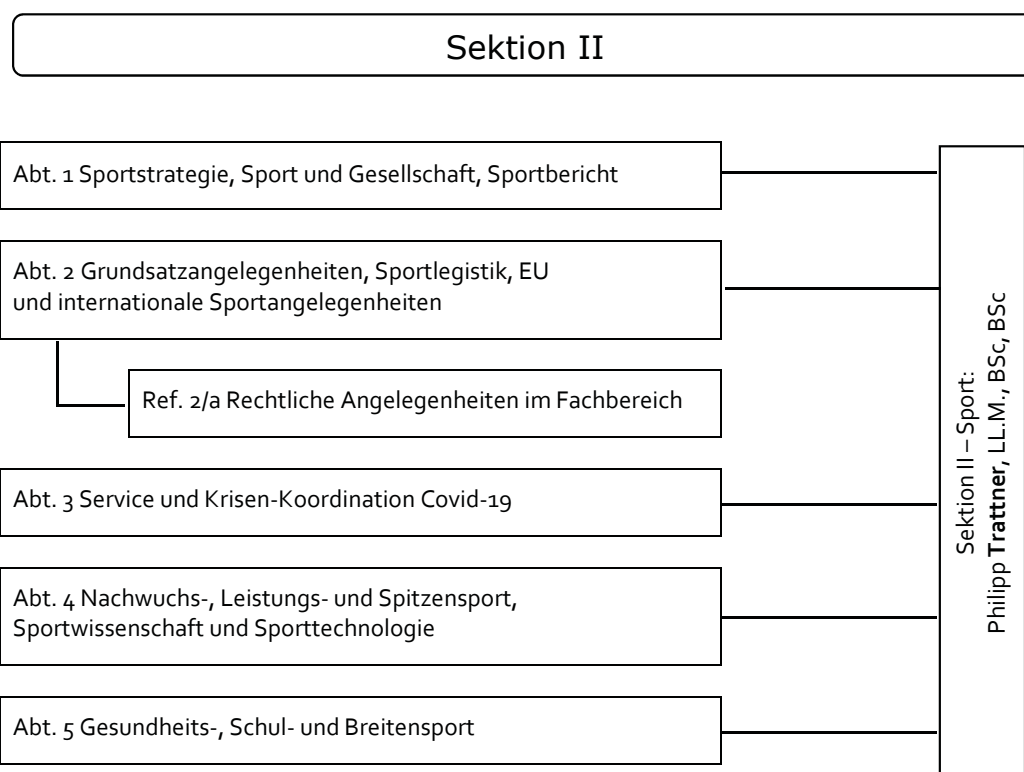 Sektion II
Abt. 1 Sportstrategie, Sport und Gesellschaft, Sportbericht
Abt. 2 Grundsatzangelegenheiten, Sportlegistik, EU
und internationale Sportangelegenheiten
Ref. 2/a Rechtliche Angelegenheiten im Fachbereich
Abt. 3 Service und Krisen-Koordination Covid-19
Abt. 4 Nachwuchs-, Leistungs- und Spitzensport,
Sportwissenschaft und Sporttechnologie
Abt. 5 Gesundheits-, Schul- und Breitensport
Sektion II – Sport:
Philipp Trattner, LL.M., BSc, BSc